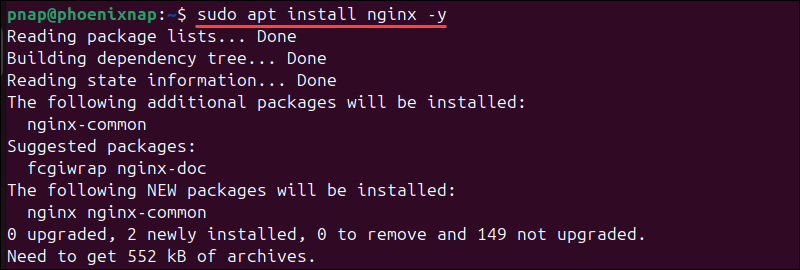 pnap@phoenixnap:~$ sudo apt install nginx -y
Reading package lists... Done
Building dependency tree... Done
Reading state information... Done
The following additional packages will be installed:
  nginx-common
Suggested packages:
  fcgiwrap nginx-doc
The following NEW packages will be installed:
  nginx nginx-common
0 upgraded, 2 newly installed, 0 to remove and 149 not upgraded.
Need to get 552 kB of archives.